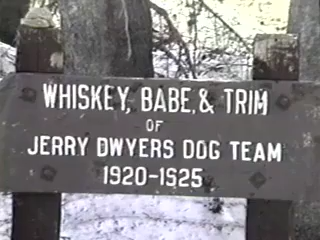 WHISKEY, BABE, & TRIM
OF
JERRY DWYERS DOG TEAM
1920-1925